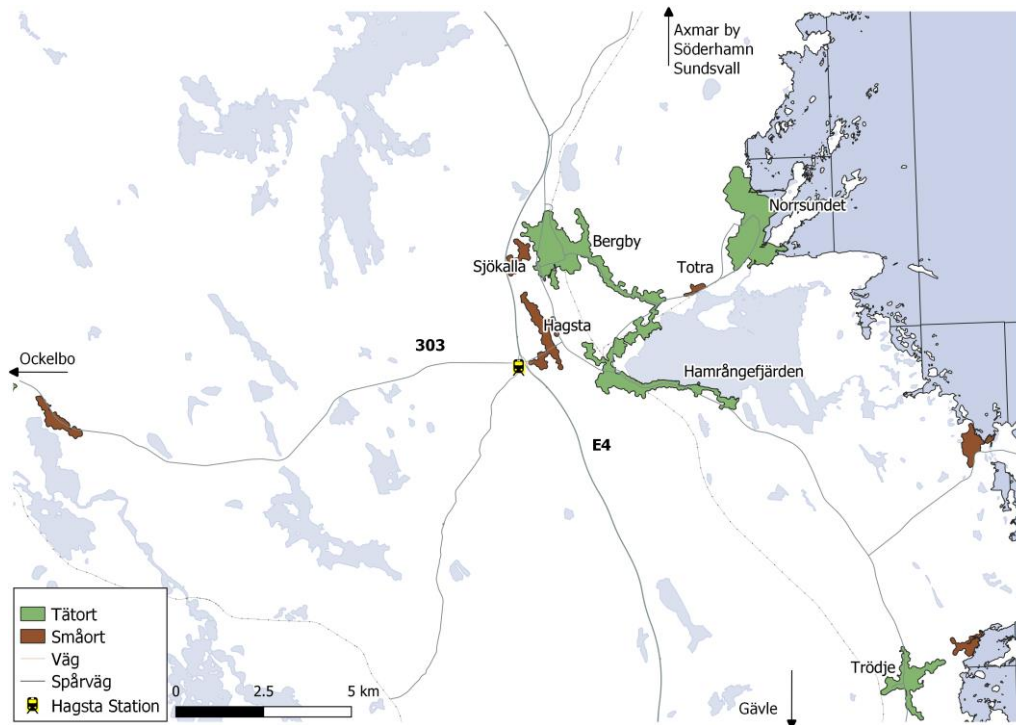 Axmar by
Söderhamn
Sundsvall
Norrsundet
Bergby
Sjökalla
Totra
Hagsta
303
Ockelbo
Hamrångefjärden
E4
Tätort
Småort
Väg
Spårväg
Hagsta Station
0 2.5 5 km
Trödje
Gävle